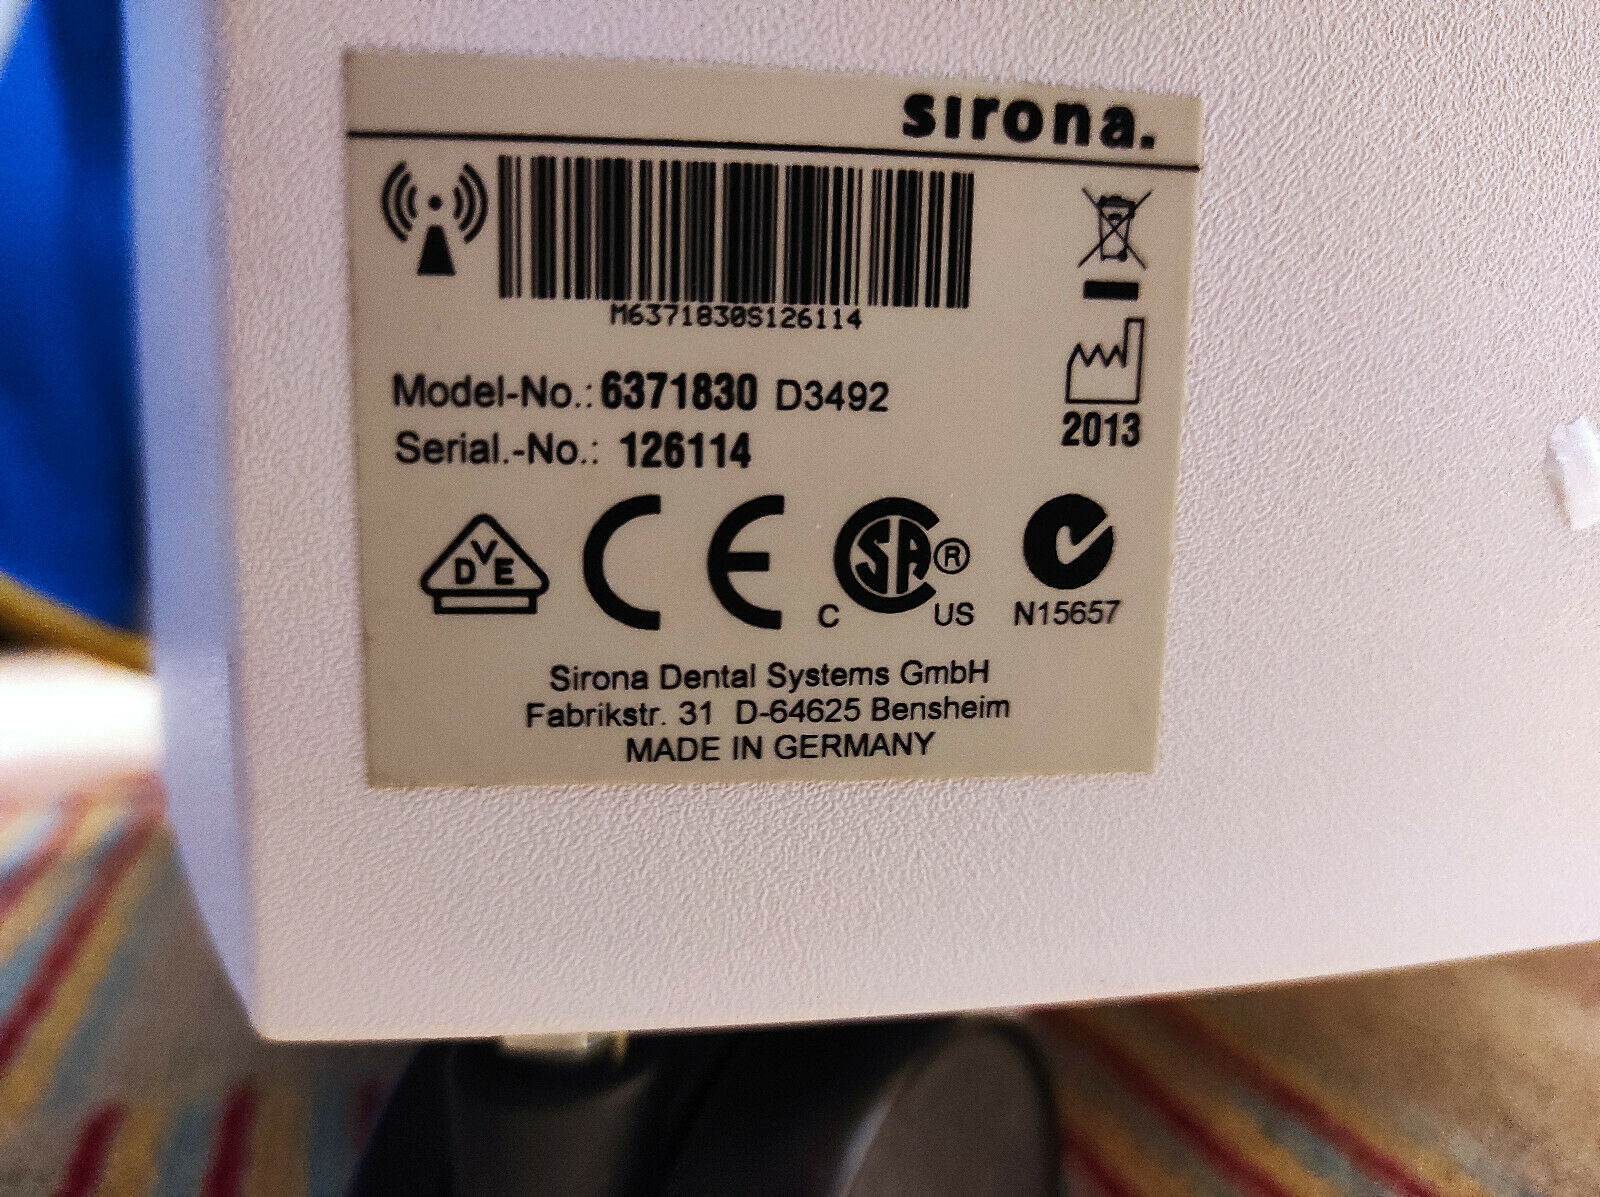 sirona.
M6371830S126114
Model-No.: 6371830 D3492
Serial.-No.: 126114
2013
DVE
CE
CSA® C US
N15657
Sirona Dental Systems GmbH
Fabrikstr. 31 D-64625 Bensheim
MADE IN GERMANY